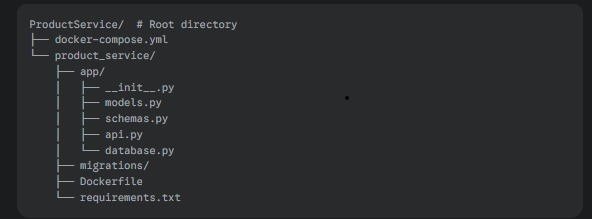 ProductService/  # Root directory
├── docker-compose.yml
└── product_service/
    ├── app/
    │   ├── __init__.py
    │   ├── models.py
    │   ├── schemas.py
    │   ├── api.py
    │   └── database.py
    ├── migrations/
    ├── Dockerfile
    └── requirements.txt